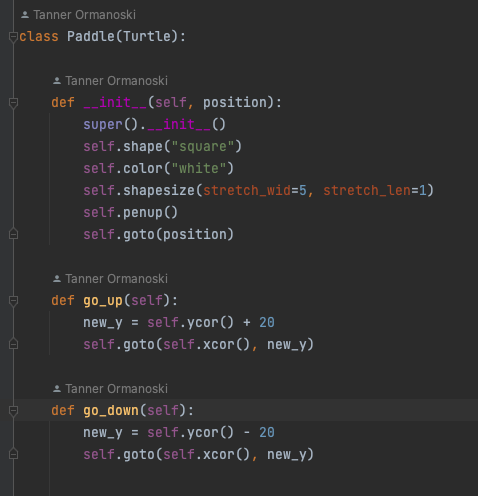 Tanner Ormanoski
class Paddle(Turtle):
Tanner Ormanoski
def __init__(self, position):
super().__init__()
self.shape("square")
self.color("white")
self.shapesize(stretch_wid=5, stretch_len=1)
self.penup()
self.goto(position)
Tanner Ormanoski
def go_up(self):
new_y = self.ycor() + 20
self.goto(self.xcor(), new_y)
Tanner Ormanoski
def go_down(self):
new_y = self.ycor() - 20
self.goto(self.xcor(), new_y)